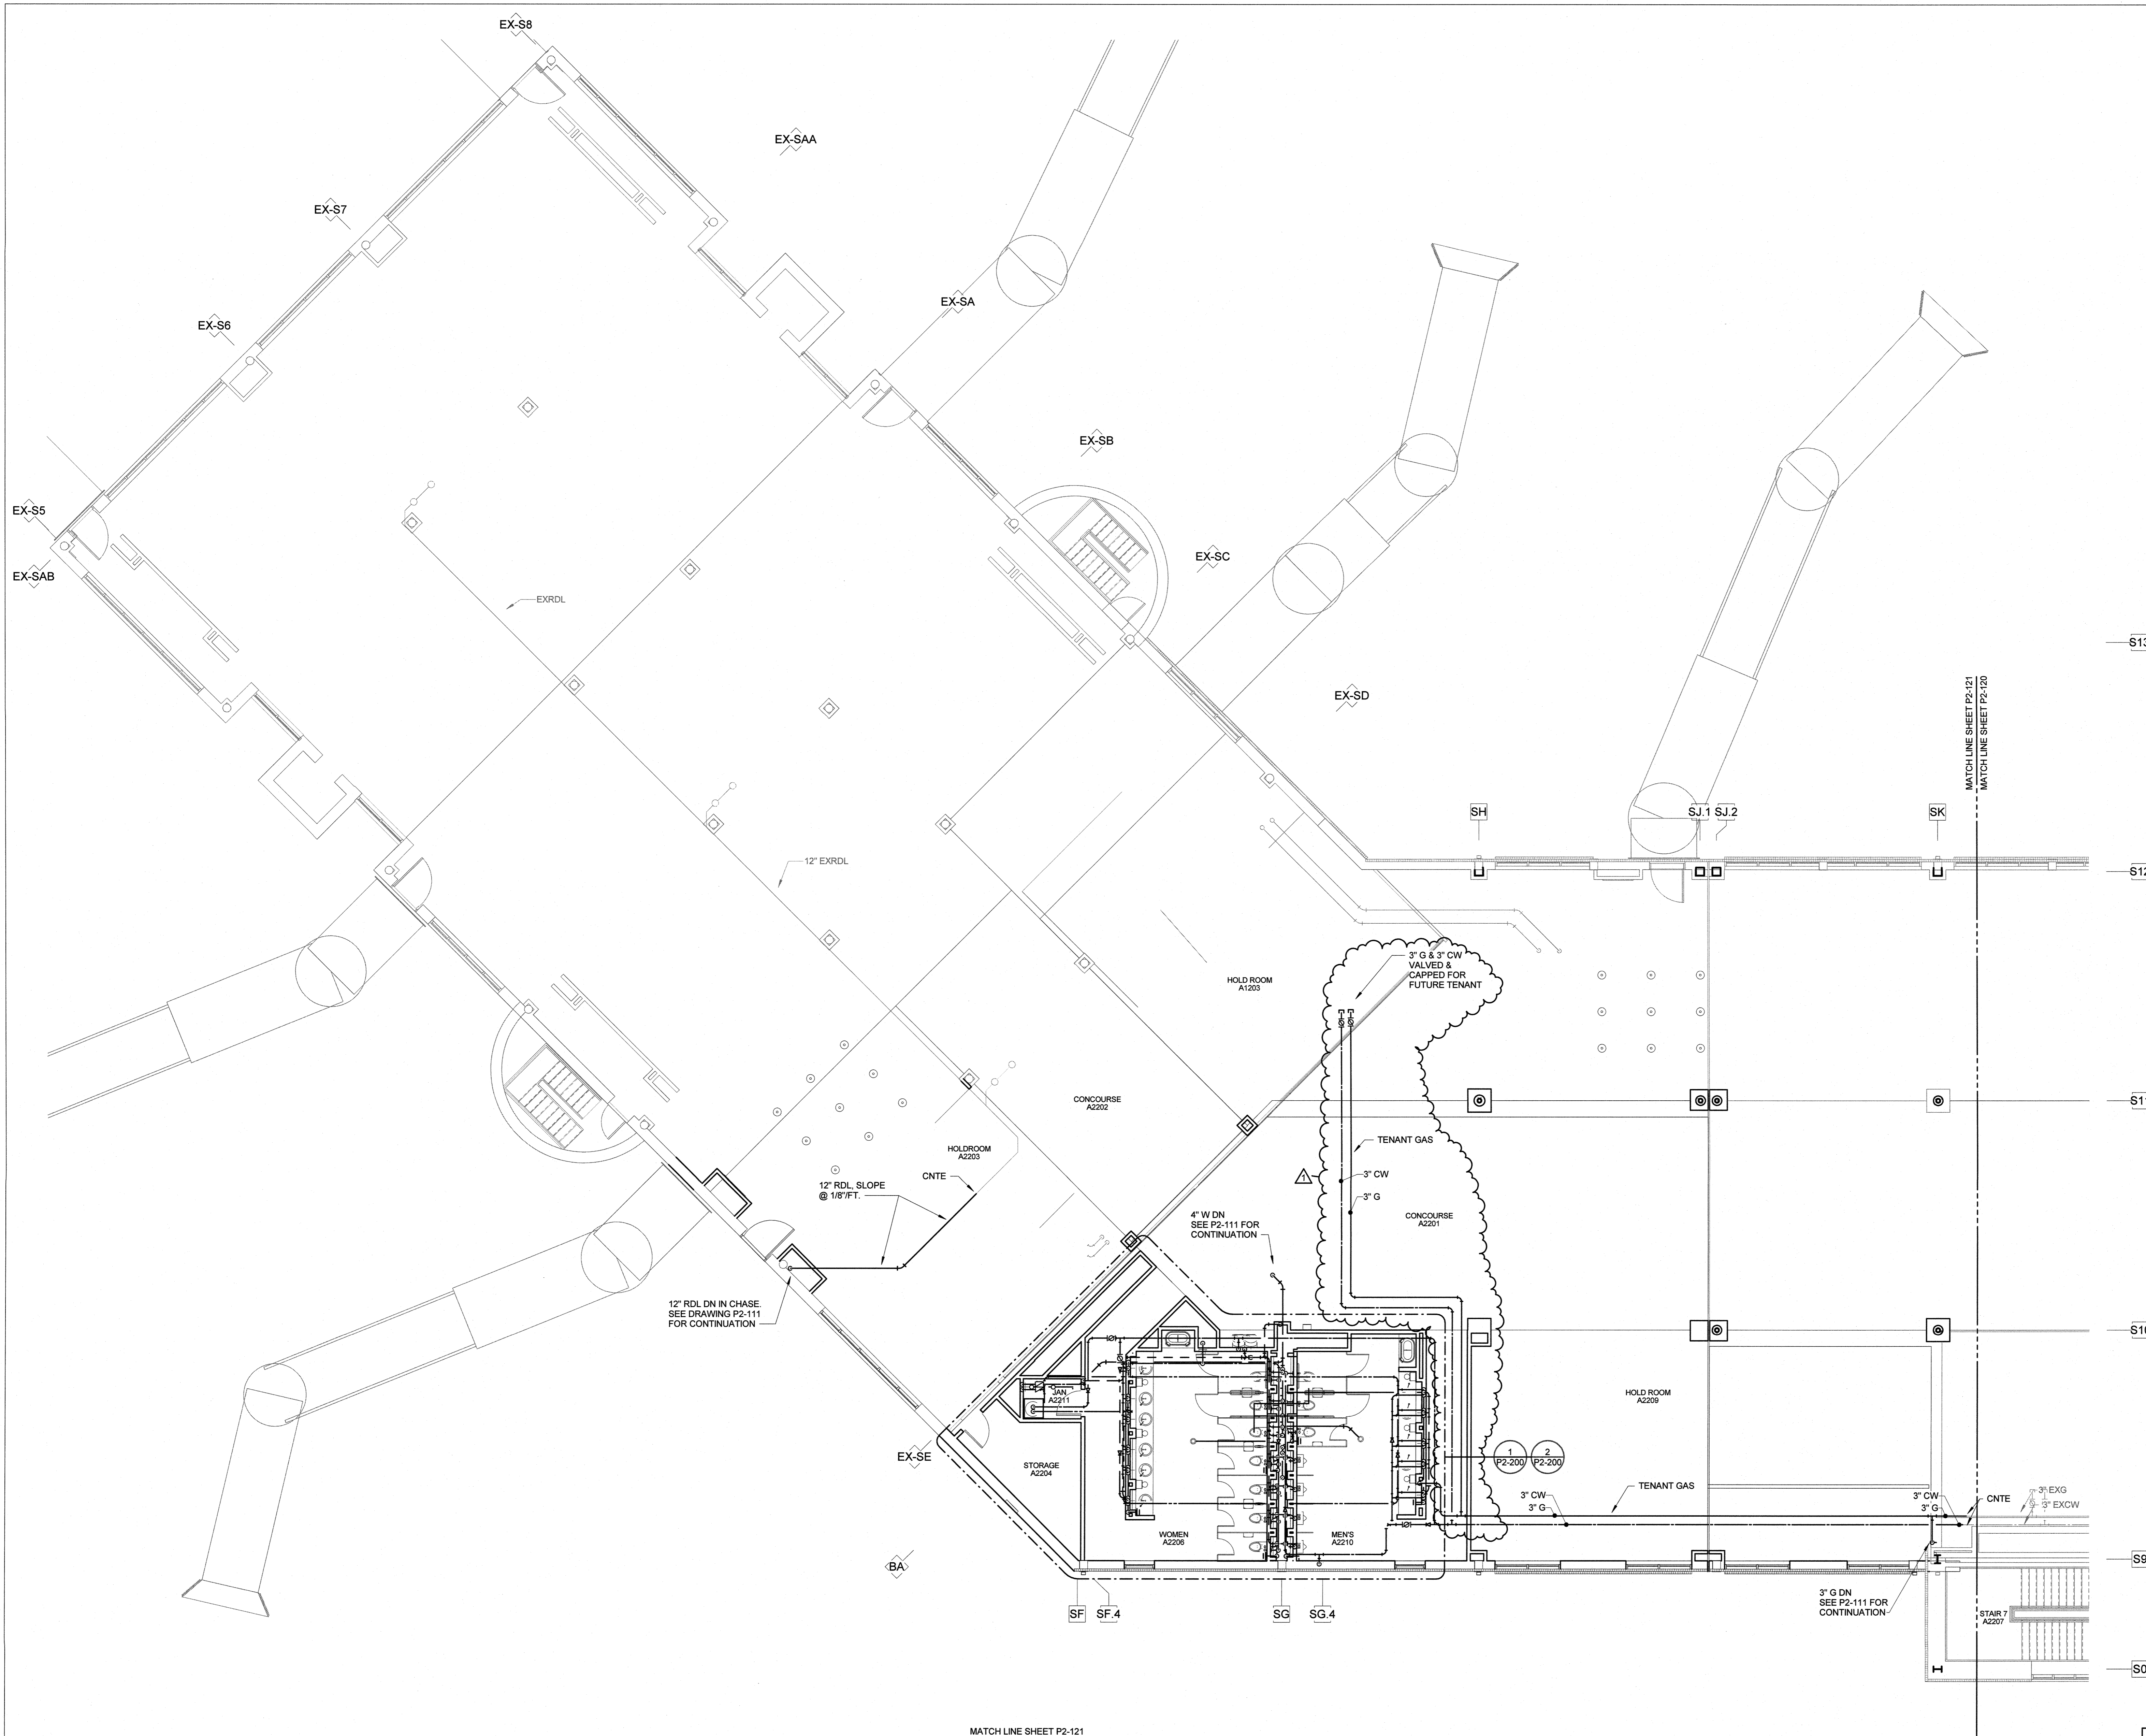 EX-S8
EX-SAA
EX-S7
EX-SA
EX-S6
EX-SB
EX-S5
EX-SC
EX-SAB
EXRDL
S13
EX-SD
MATCH LINE SHEET P2-121
MATCH LINE SHEET P2-120
SH
SJ.1
SJ.2
SK
12" EXRDL
S12
3" G & 3" CW
VALVED &
CAPPED FOR
FUTURE TENANT
HOLD ROOM
A1203
CONCOURSE
A2202
TENANT GAS
HOLDROOM
A2203
CNTE
1
3" CW
12" RDL, SLOPE
@ 1/8"/FT.
3" G
4" W DN
SEE P2-111 FOR
CONTINUATION
CONCOURSE
A2201
12" RDL DN IN CHASE.
SEE DRAWING P2-111
FOR CONTINUATION
JAN
A2211
HOLD ROOM
A2209
EX-SE
STORAGE
A2204
1
P2-200
2
P2-200
TENANT GAS
3" CW
3" G
3" CW
3" G
CNTE
3" EXG
3" EXCW
WOMEN
A2206
MEN'S
A2210
BA
S9
3" G DN
SEE P2-111 FOR
CONTINUATION
SF
SF.4
SG
SG.4
STAIR 7
A2207
MATCH LINE SHEET P2-121